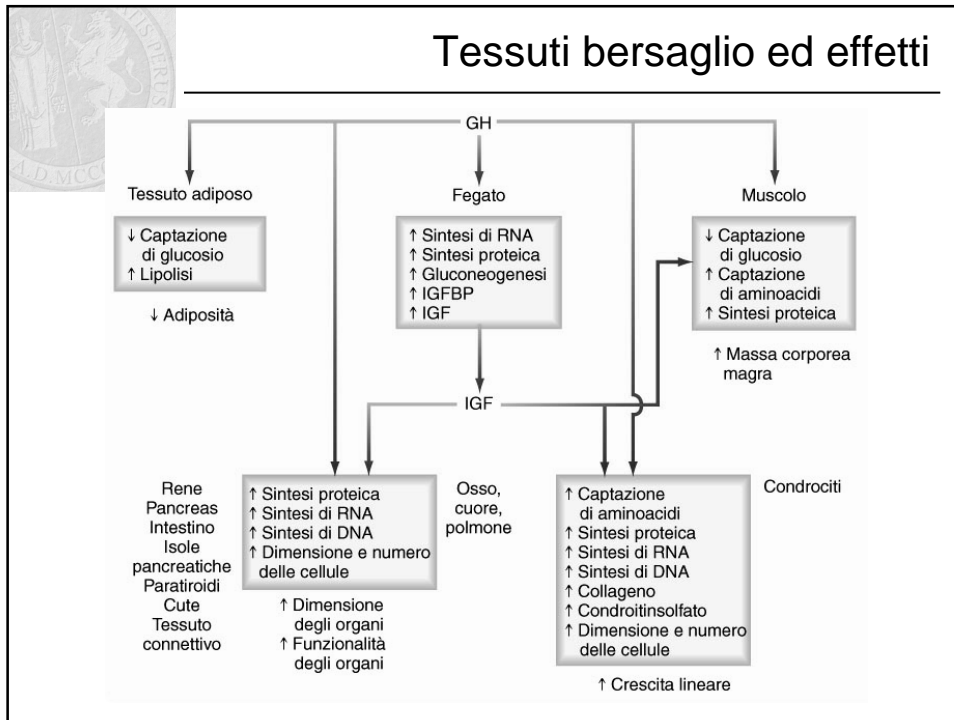 Tessuti bersaglio ed effetti
GH
Tessuto adiposo
↓ Captazione
di glucosio
↑ Lipolisi
↓ Adiposità
Fegato
↑ Sintesi di RNA
↑ Sintesi proteica
↑ Gluconeogenesi
↑ IGFBP
↑ IGF
Muscolo
↓ Captazione
di glucosio
↑ Captazione
di aminoacidi
↑ Sintesi proteica
↑ Massa corporea
magra
IGF
Rene
Pancreas
Intestino
Isole
pancreatiche
Paratiroidi
Cute
Tessuto
connettivo
↑ Sintesi proteica
↑ Sintesi di RNA
↑ Sintesi di DNA
↑ Dimensione e numero
delle cellule
Osso,
cuore,
polmone
↑ Dimensione
degli organi
↑ Funzionalità
degli organi
↑ Captazione
di aminoacidi
↑ Sintesi proteica
↑ Sintesi di RNA
↑ Sintesi di DNA
↑ Collageno
↑ Condroitinsolfato
↑ Dimensione e numero
delle cellule
Condrociti
↑ Crescita lineare
A.D. MCC